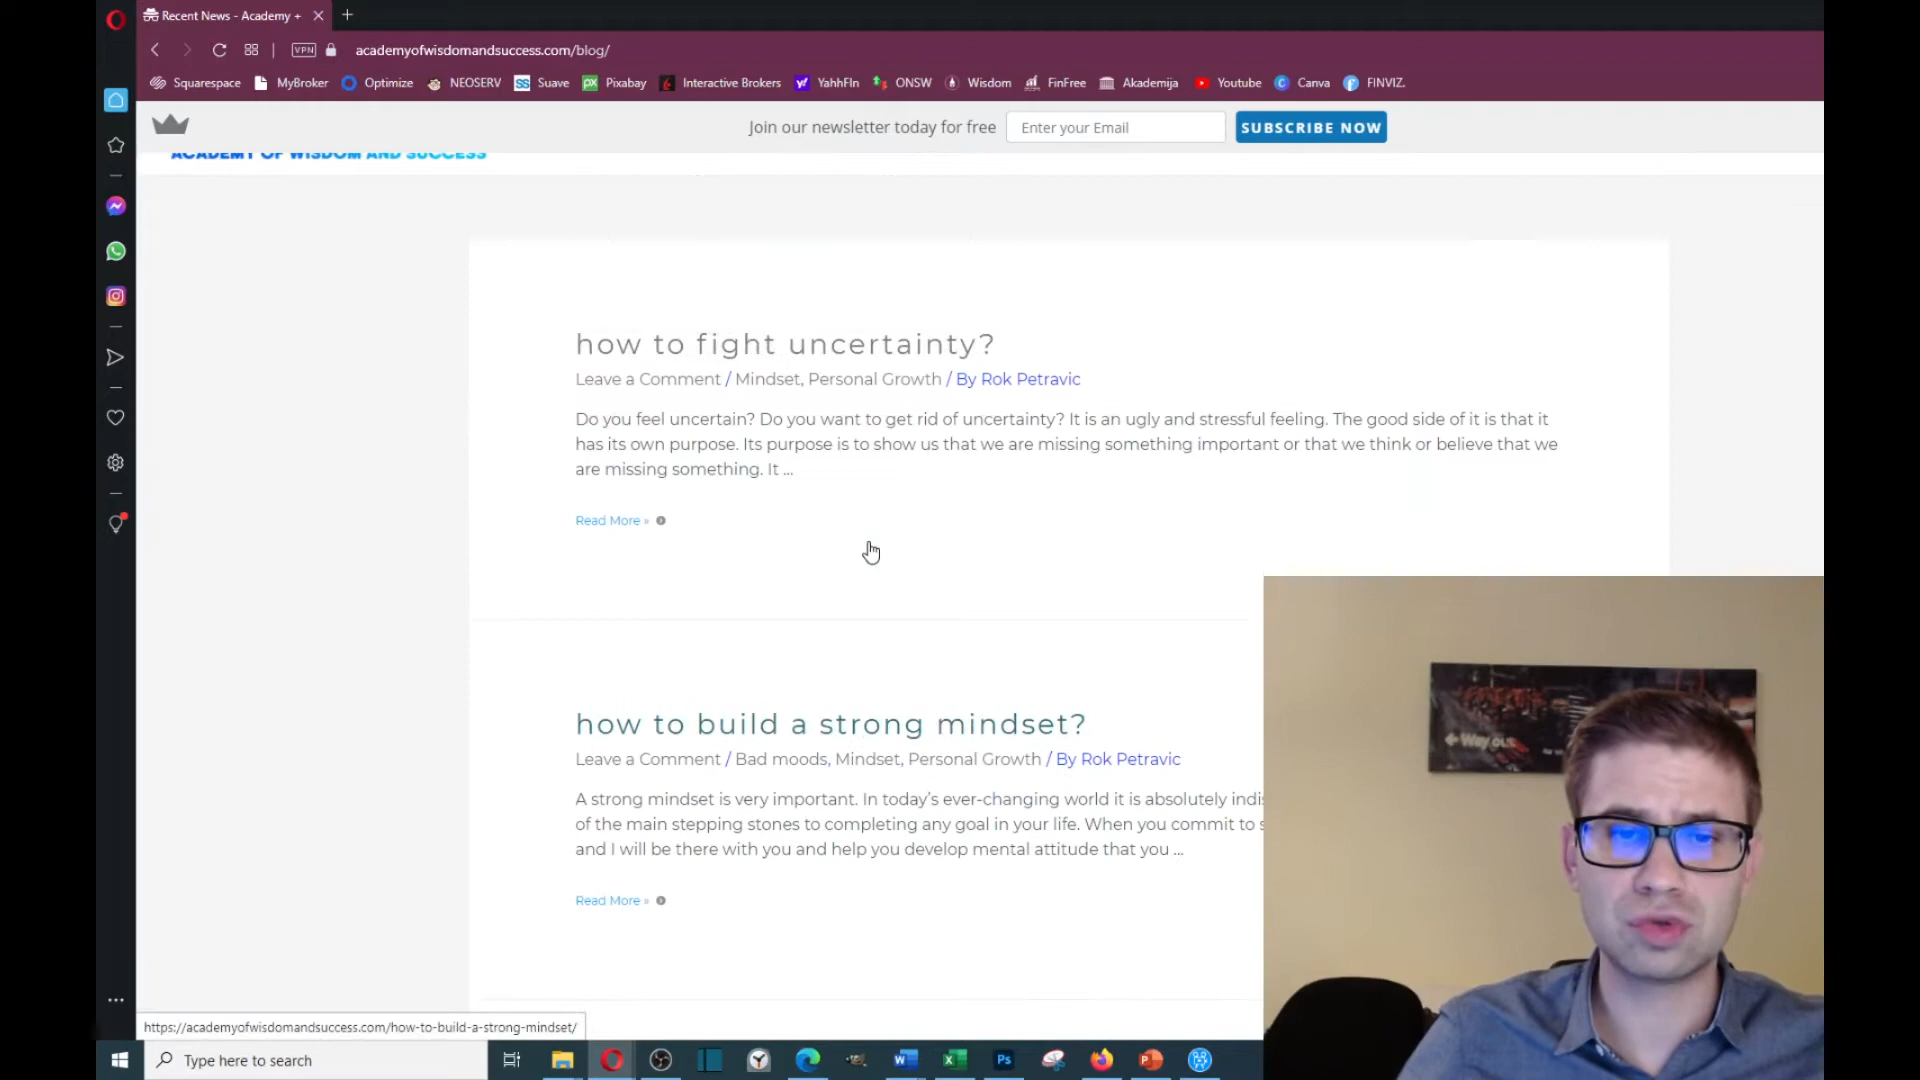 Recent News - Academy +
VPN
academyofwisdomandsuccess.com/blog/
Squarespace MyBroker Optimize NEOSERV Suave Pixabay Interactive Brokers YahhFIn ONSW Wisdom FinFree Akademija Youtube Canva FINVIZ.
Join our newsletter today for free Enter your Email SUBSCRIBE NOW
ACADEMY OF WISDOM AND SUCCESS
how to fight uncertainty?
Leave a Comment / Mindset, Personal Growth / By Rok Petravic
Do you feel uncertain? Do you want to get rid of uncertainty? It is an ugly and stressful feeling. The good side of it is that it
has its own purpose. Its purpose is to show us that we are missing something important or that we think or believe that we
are missing something. It ...
Read More »
how to build a strong mindset?
Leave a Comment / Bad moods, Mindset, Personal Growth / By Rok Petravic
A strong mindset is very important. In today's ever-changing world it is absolutely
of the main stepping stones to completing any goal in your life. When you commit to
and I will be there with you and help you develop mental attitude that you ...
Read More »
Way out
https://academyofwisdomandsuccess.com/how-to-build-a-strong-mindset/
Type here to search